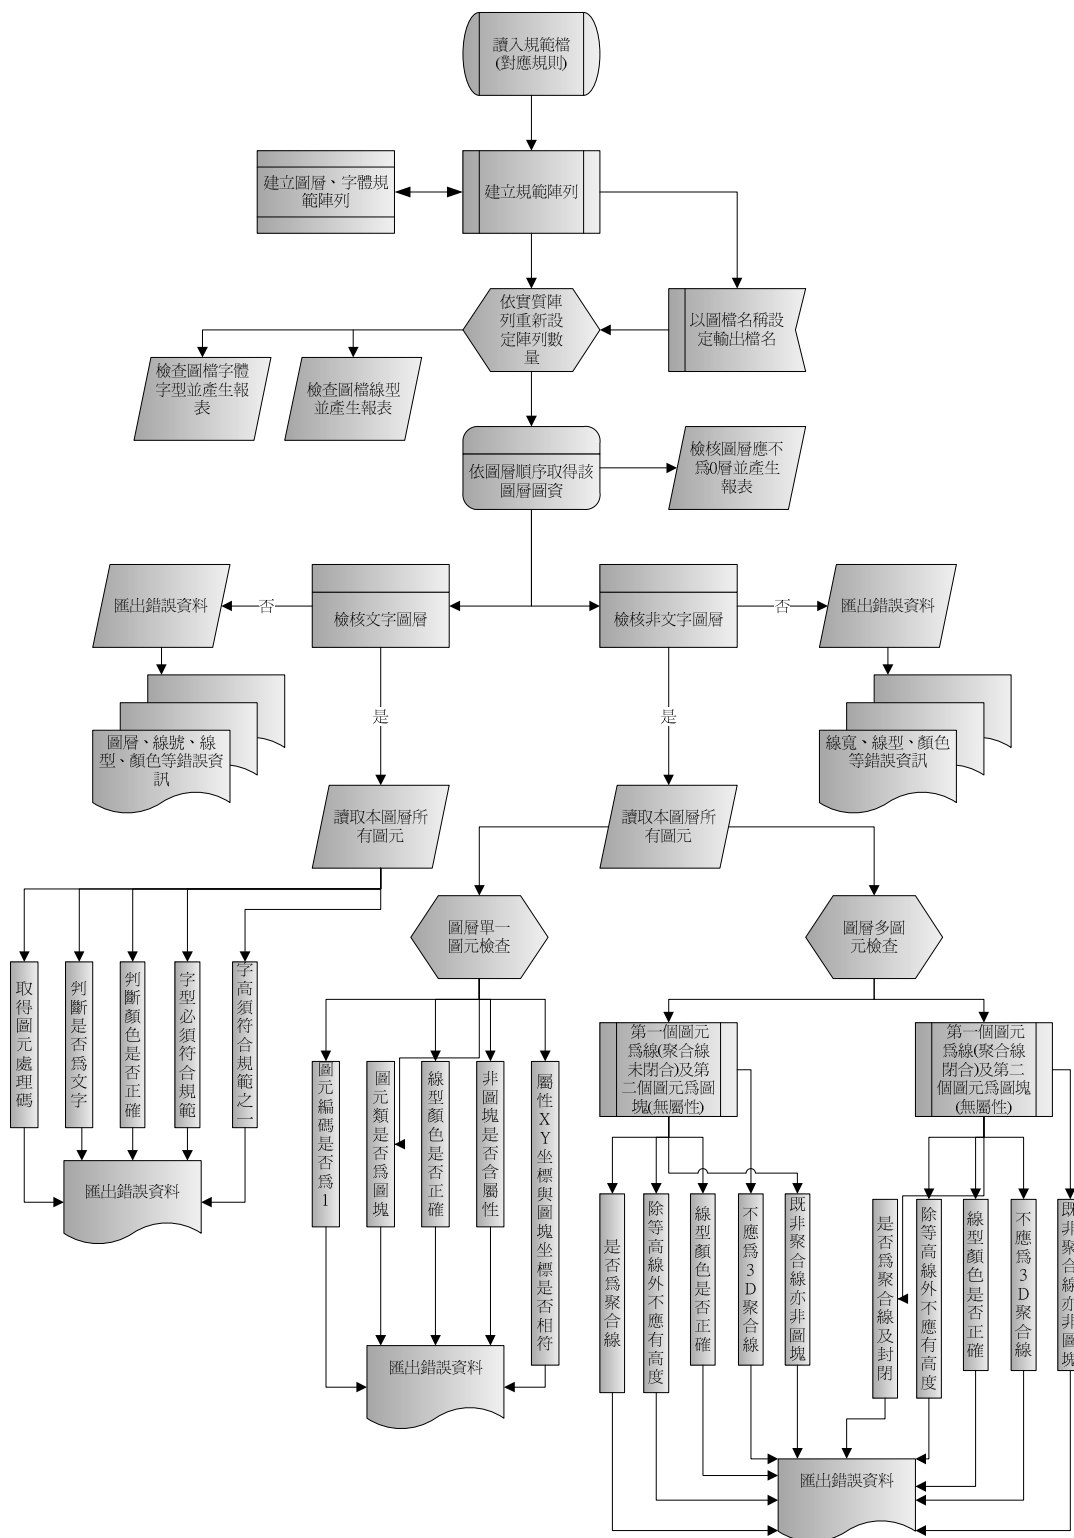 讀入規範檔
(對應規則)
建立圖層、字體規
範陣列
建立規範陣列
依實質陣
列重新設
定陣列數
量
以圖檔名稱設
定輸出檔名
檢查圖檔字體
字型並產生報
表
檢查圖檔線型
並產生報表
依圖層順序取得該
圖層圖資
檢核圖層應不
為0層並產生
報表
匯出錯誤資料
否
檢核文字圖層
檢核非文字圖層
否
匯出錯誤資料
圖層、線號、線
型、顏色等錯誤資
訊
是
是
線寬、線型、顏色
等錯誤資訊
讀取本圖層所
有圖元
讀取本圖層所
有圖元
圖層單一
圖元檢查
圖層多圖
元檢查
取得圖元處理碼
判斷是否為文字
判斷顏色是否正確
字型必須符合規範
字高須符合規範之一
匯出錯誤資料
圖元編碼是否為1
圖元類是否為圖塊
線型顏色是否正確
非圖塊是否含屬性
屬性XY坐標與圖塊坐標是否相符
匯出錯誤資料
第一個圖元
為線(聚合線
未閉合)及第
二個圖元為圖
塊(無屬性)
第一個圖元
為線(聚合線
閉合)及第二
個圖元為圖塊
(無屬性)
是否為聚合線
除等高線外不應有高度
線型顏色是否正確
不應為3D聚合線
既非聚合線亦非圖塊
是否為聚合線及封閉
除等高線外不應有高度
線型顏色是否正確
不應為3D聚合線
既非聚合線亦非圖塊
匯出錯誤資料